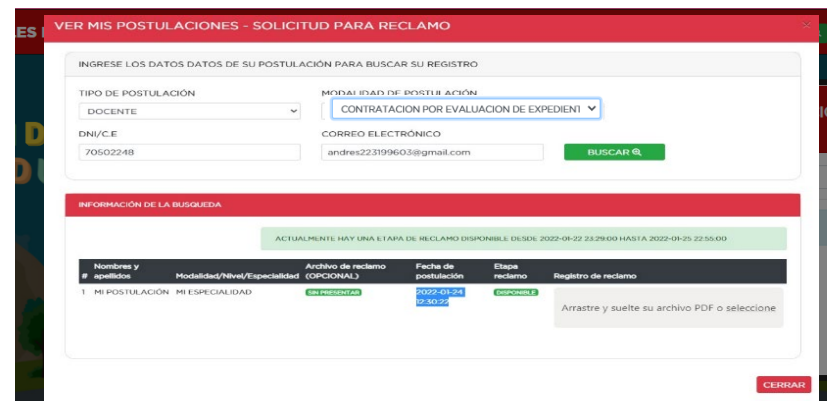 VER MIS POSTULACIONES - SOLICITUD PARA RECLAMO
INGRESE LOS DATOS DATOS DE SU POSTULACIÓN PARA BUSCAR SU REGISTRO
TIPO DE POSTULACIÓN MODALIDAD DE POSTULACIÓN
DOCENTE CONTRATACION POR EVALUACION DE EXPEDIENT
DNI/C.E CORREO ELECTRÓNICO
70502248 andres223199603@gmail.com BUSCAR
INFORMACIÓN DE LA BUSQUEDA
ACTUALMENTE HAY UNA ETAPA DE RECLAMO DISPONIBLE DESDE 2022-01-22 23:29:00 HASTA 2022-01-25 22:55:00
# Nombres y apellidos Modalidad/Nivel/Especialidad Archivo de reclamo (OPCIONAL) Fecha de postulación Etapa reclamo Registro de reclamo
1 MI POSTULACIÓN MI ESPECIALIDAD SIN PRESENTAR 2022-01-24 12:30:22 DISPONIBLE Arrastre y suelte su archivo PDF o seleccione
CERRAR